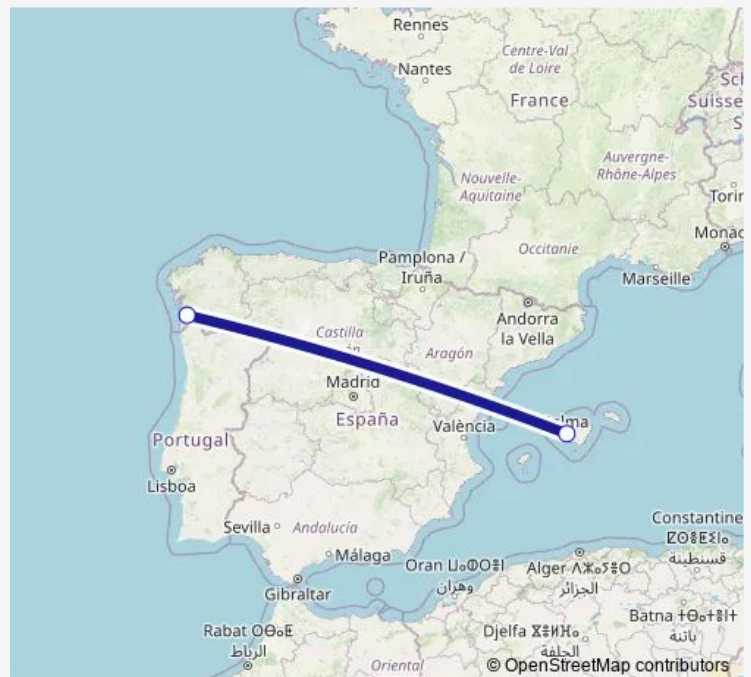 Rennes
Centre-Val
de Loire
Nantes
France
Suisse
Auvergne-
Rhône-Alpes
Nouvelle-
Aquitaine
Occitanie
Pamplona /
Iruña
Marseille
Andorra
la Vella
Castilla
Aragón
Madrid
España
València
Portugal
Lisboa
Sevilla
Andalucía
Málaga
Gibraltar
Constantine
قسنطينة
Oran
وهران
Alger
الجزائر
Batna
باتنة
Djelfa
الجلفة
Rabat
الرباط
Oriental
© OpenStreetMap contributors